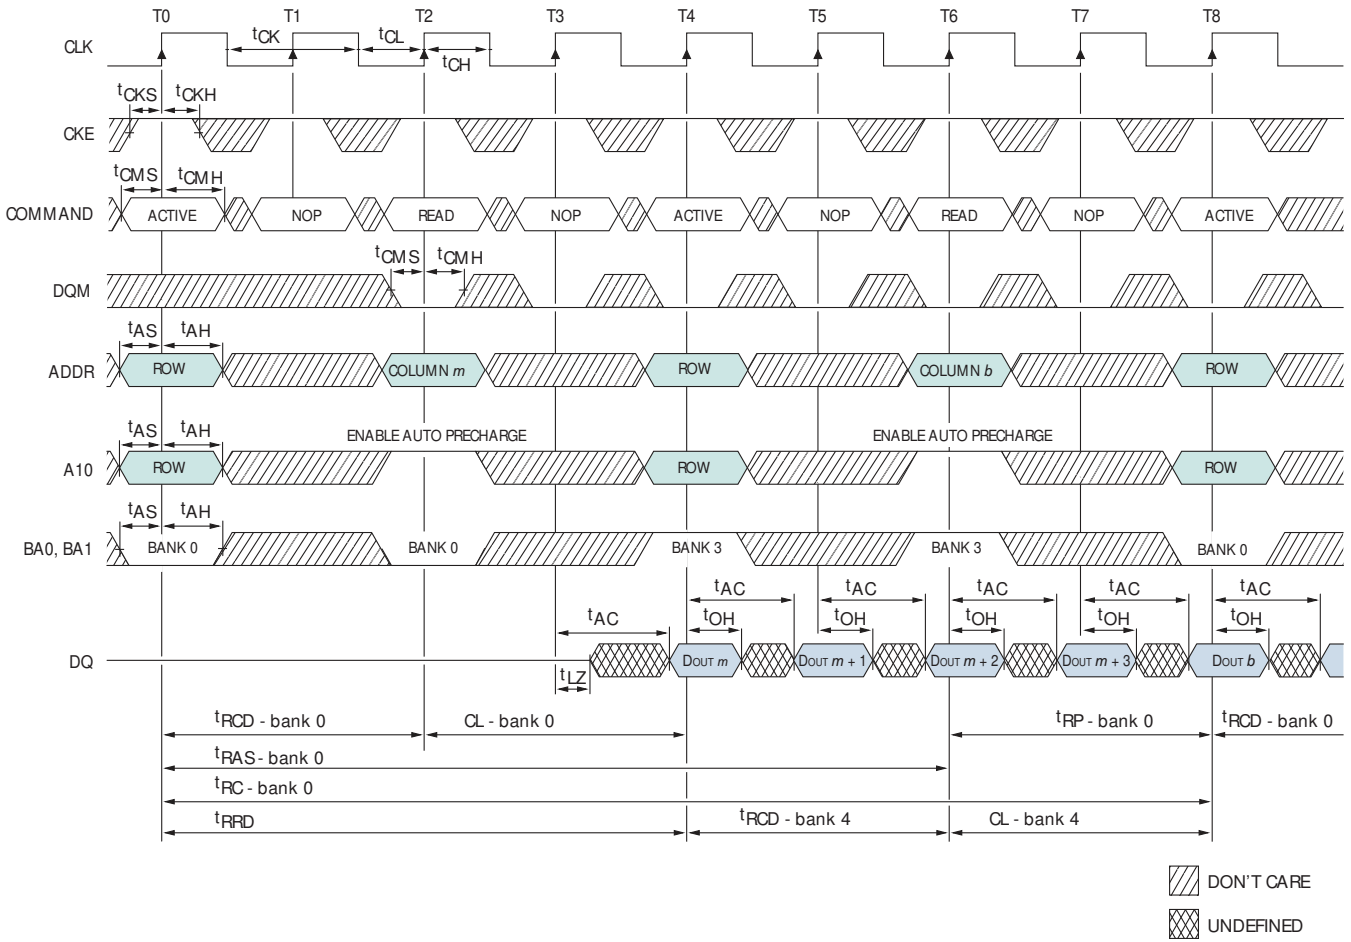 T0 T1 T2 T3 T4 T5 T6 T7 T8
CLK
tCK tCL
tCH
tCKS tCKH
CKE
tCMS tCMH
COMMAND ACTIVE NOP READ NOP ACTIVE NOP READ NOP ACTIVE
tCMS tCMH
DQM
tAS tAH
ADDR ROW COLUMN m ROW COLUMN b ROW
tAS tAH
ENABLE AUTO PRECHARGE ENABLE AUTO PRECHARGE
A10 ROW ROW ROW
tAS tAH
BA0, BA1 BANK 0 BANK 0 BANK 3 BANK 3 BANK 0
tAC tAC tAC tAC tAC
tAC tOH tOH tOH tOH tOH
DQ DOUT m DOUT m + 1 DOUT m + 2 DOUT m + 3 DOUT b
tLZ
tRCD - bank 0 CL - bank 0 tRP - bank 0 tRCD - bank 0
tRAS - bank 0
tRC - bank 0
tRRD tRCD - bank 4 CL - bank 4
DON'T CARE
UNDEFINED